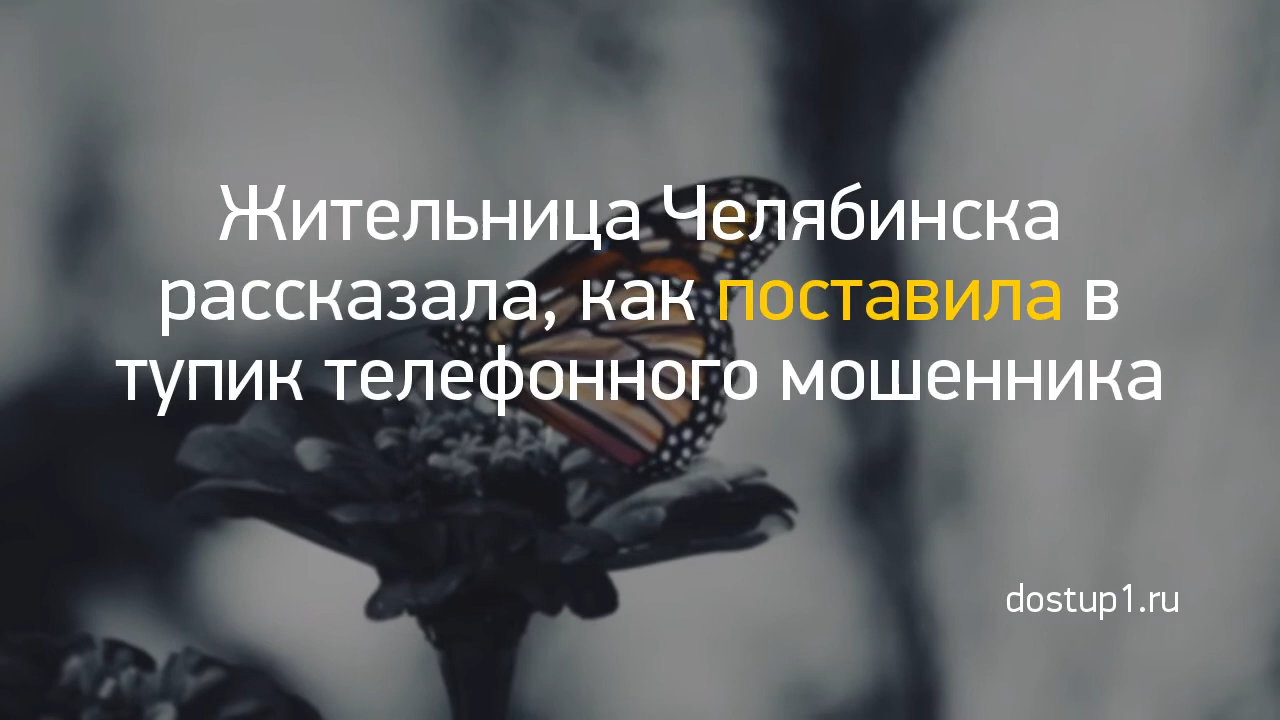 Жительница Челябинска
рассказала, как поставила в
тупик телефонного мошенника
dostup1.ru